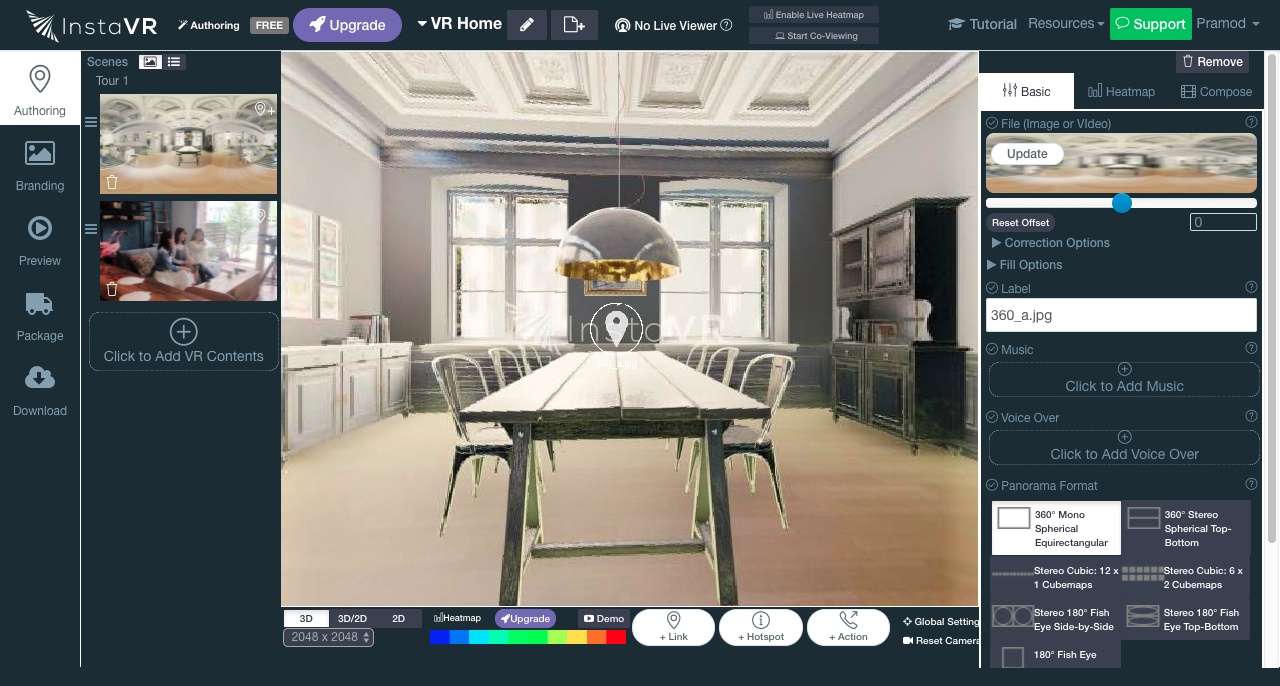 InstaVR
Authoring
FREE
Upgrade
VR Home
No Live Viewer
Enable Live Heatmap
Start Co-Viewing
Tutorial
Resources
Support
Pramod
Authoring
Branding
Preview
Package
Download
Scenes
Tour 1
Click to Add VR Contents
InstaVR
3D
3D/2D
2D
2048 x 2048
Heatmap
Upgrade
Demo
+ Link
+ Hotspot
+ Action
Global Setting
Reset Camera
Remove
Basic
Heatmap
Compose
File (Image or VIdeo)
Update
Reset Offset
0
Correction Options
Fill Options
Label
360_a.jpg
Music
Click to Add Music
Voice Over
Click to Add Voice Over
Panorama Format
360° Mono
Spherical
Equirectangular
360° Stereo
Spherical Top-
Bottom
Stereo Cubic: 12 x
1 Cubemaps
Stereo Cubic: 6 x
2 Cubemaps
Stereo 180° Fish
Eye Side-by-Side
Stereo 180° Fish
Eye Top-Bottom
180° Fish Eye